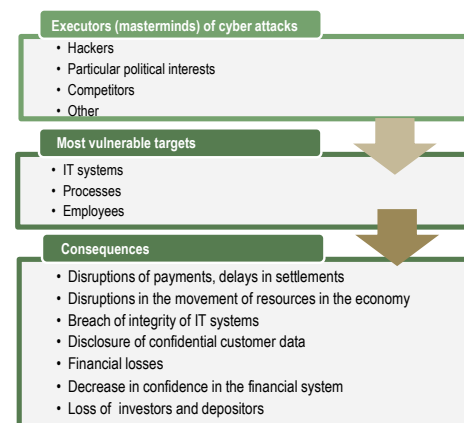 Executors (masterminds) of cyber attacks
• Hackers
• Particular political interests
• Competitors
• Other
Most vulnerable targets
• IT systems
• Processes
• Employees
Consequences
• Disruptions of payments, delays in settlements
• Disruptions in the movement of resources in the economy
• Breach of integrity of IT systems
• Disclosure of confidential customer data
• Financial losses
• Decrease in confidence in the financial system
• Loss of investors and depositors